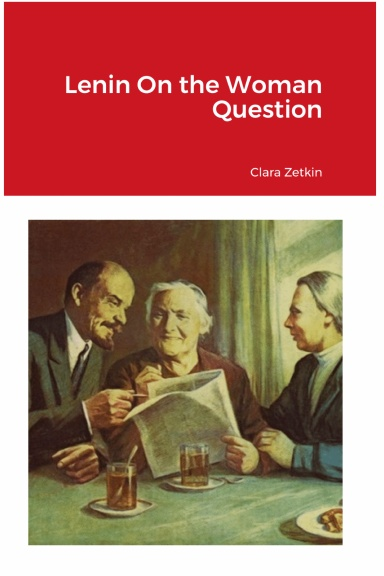 Lenin On the Woman
Question
Clara Zetkin